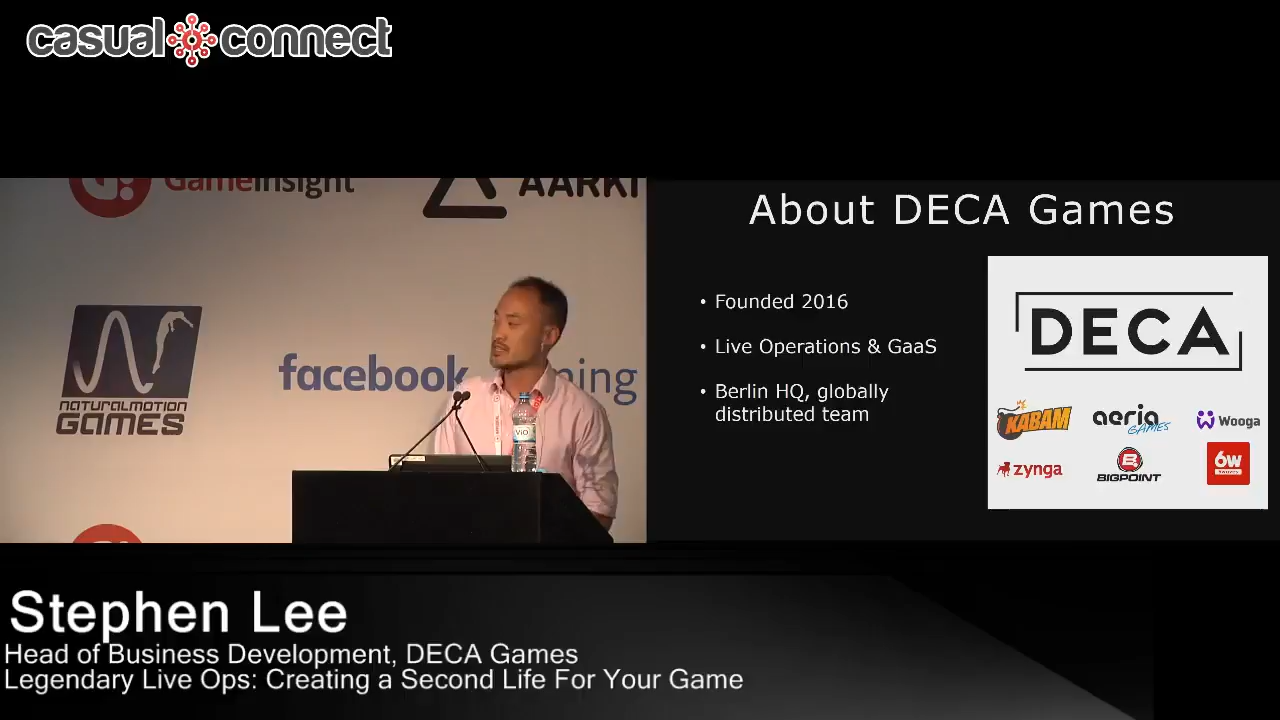 casual connect
GameInsight
AARKI
NATURALMOTION
GAMES
facebook
ViO
About DECA Games
• Founded 2016
• Live Operations & GaaS
• Berlin HQ, globally
distributed team
DECA
KABAM
aeria
GAMES
Wooga
zynga
BIGPOINT
6w
Stephen Lee
Head of Business Development, DECA Games
Legendary Live Ops: Creating a Second Life For Your Game